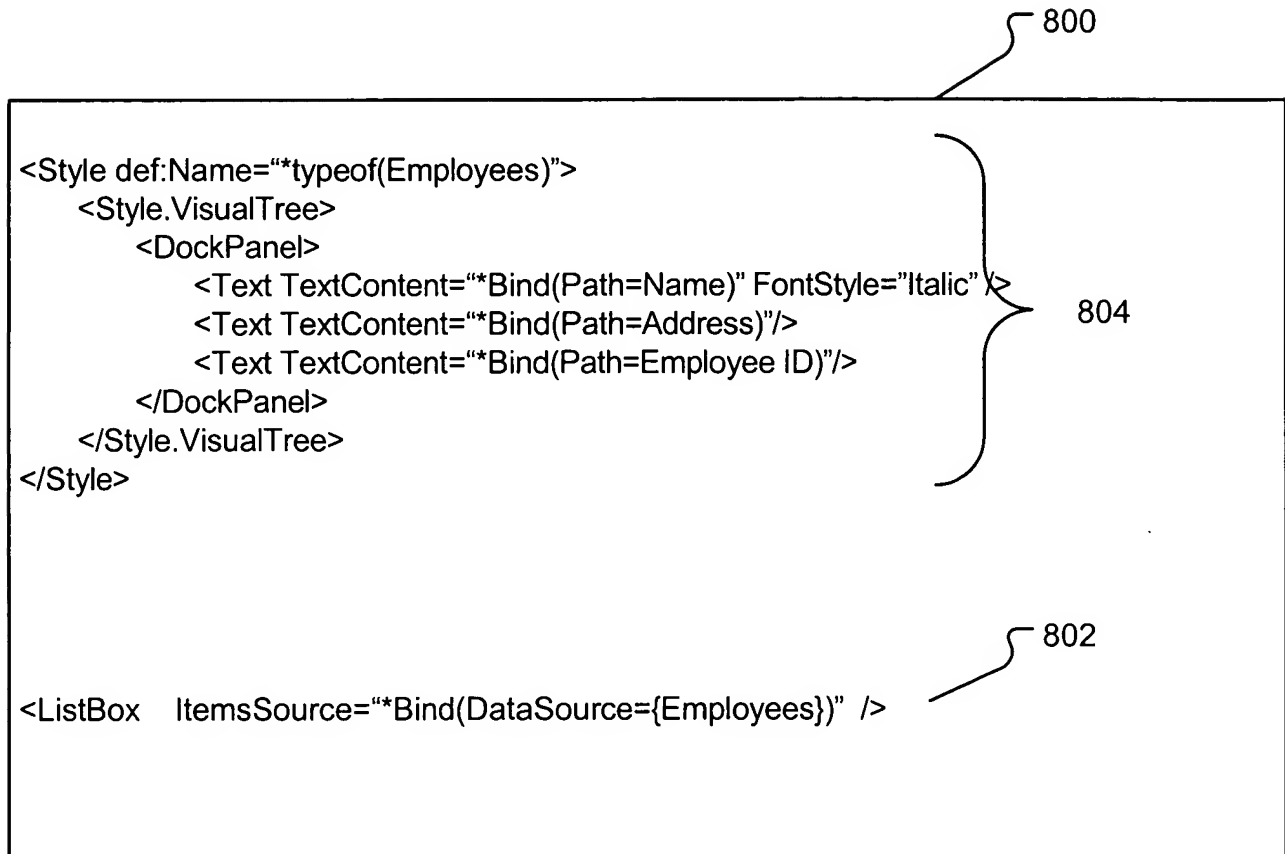 800
<Style def:Name=“*typeof(Employees)”>
<Style.VisualTree>
<DockPanel>
<Text TextContent=“*Bind(Path=Name)” FontStyle=”Italic” />
<Text TextContent=“*Bind(Path=Address)”/>
<Text TextContent=“*Bind(Path=Employee ID)”/>
</DockPanel>
</Style.VisualTree>
</Style>
804
802
<ListBox ItemsSource=“*Bind(DataSource={Employees})” />